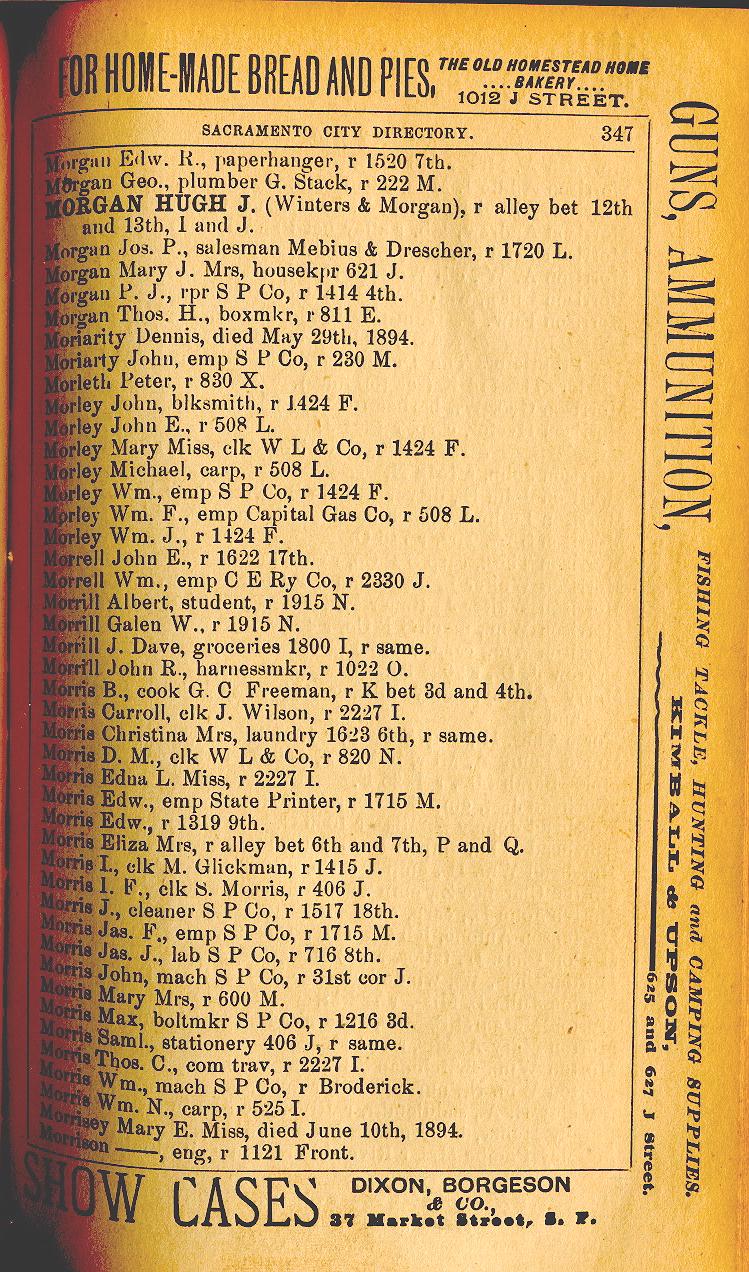 FOR HOME-MADE BREAD AND PIES, THE OLD HOMESTEAD HOME
....BAKERY....
1012 J STREET.
SACRAMENTO CITY DIRECTORY. 347
Morgan Edw. R., paperhanger, r 1520 7th.
Morgan Geo., plumber G. Stack, r 222 M.
MORGAN HUGH J. (Winters & Morgan), r alley bet 12th
and 13th, I and J.
Morgan Jos. P., salesman Mebius & Drescher, r 1720 L.
Morgan Mary J. Mrs, housekpr 621 J.
Morgan P. J., rpr S P Co, r 1414 4th.
Morgan Thos. H., boxmkr, r 811 E.
Moriarity Dennis, died May 29th, 1894.
Moriarty John, emp S P Co, r 230 M.
Morleth Peter, r 830 X.
Morley John, blksmith, r 1424 F.
Morley John E., r 508 L.
Morley Mary Miss, clk W L & Co, r 1424 F.
Morley Michael, carp, r 508 L.
Morley Wm., emp S P Co, r 1424 F.
Morley Wm. F., emp Capital Gas Co, r 508 L.
Morley Wm. J., r 1424 F.
Morrell John E., r 1622 17th.
Morrell Wm., emp C E Ry Co, r 2330 J.
Morrill Albert, student, r 1915 N.
Morrill Galen W., r 1915 N.
Morrill J. Dave, groceries 1800 I, r same.
Morrill John R., harnessmkr, r 1022 O.
Morris B., cook G. C Freeman, r K bet 3d and 4th.
Morris Carroll, clk J. Wilson, r 2227 I.
Morris Christina Mrs, laundry 1623 6th, r same.
Morris D. M., clk W L & Co, r 820 N.
Morris Edna L. Miss, r 2227 I.
Morris Edw., emp State Printer, r 1715 M.
Morris Edw., r 1319 9th.
Morris Eliza Mrs, r alley bet 6th and 7th, P and Q.
Morris I., clk M. Glickman, r 1415 J.
Morris I. F., clk S. Morris, r 406 J.
Morris J., cleaner S P Co, r 1517 18th.
Morris Jas. F., emp S P Co, r 1715 M.
Morris Jas. J., lab S P Co, r 716 8th.
Morris John, mach S P Co, r 31st cor J.
Morris Mary Mrs, r 600 M.
Morris Max, boltmkr S P Co, r 1216 3d.
Morris Saml., stationery 406 J, r same.
Morris Thos. C., com trav, r 2227 I.
Morris Wm., mach S P Co, r Broderick.
Morris Wm. N., carp, r 525 I.
Morrisey Mary E. Miss, died June 10th, 1894.
Morrison ——, eng, r 1121 Front.
SHOW CASES DIXON, BORGESON
& CO.,
37 Market Street, S. F.
GUNS, AMMUNITION,
FISHING TACKLE, HUNTING and CAMPING SUPPLIES.
KIMBALL & UPSON,
625 and 627 J Street.